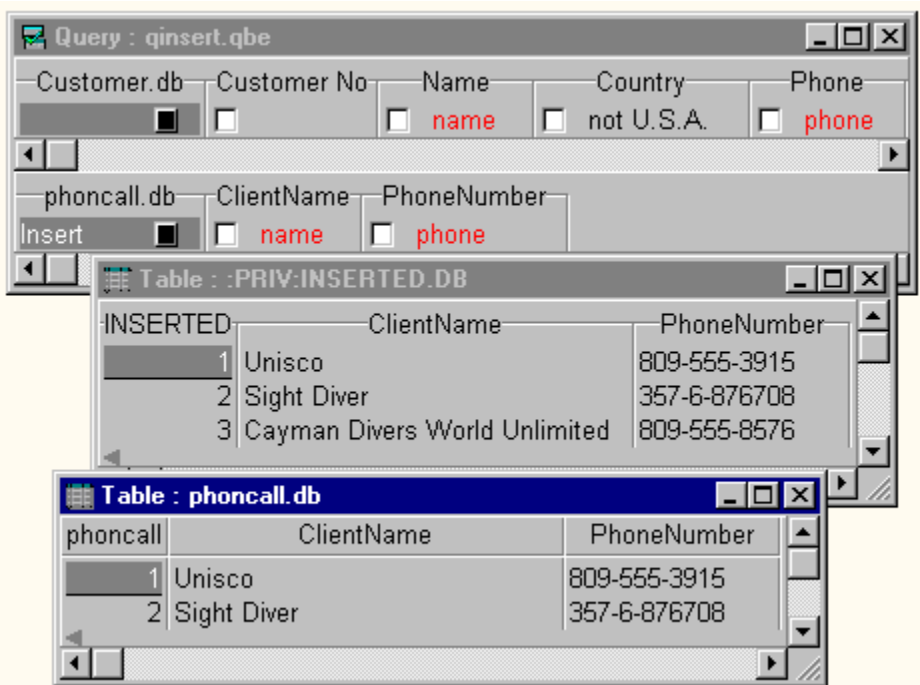 Query : qinsert.qbe
Customer.db Customer No Name Country Phone
name not U.S.A. phone
phoncall.db ClientName PhoneNumber
Insert name phone
Table : :PRIV:INSERTED.DB
INSERTED ClientName PhoneNumber
1 Unisco 809-555-3915
2 Sight Diver 357-6-876708
3 Cayman Divers World Unlimited 809-555-8576
Table : phoncall.db
phoncall ClientName PhoneNumber
1 Unisco 809-555-3915
2 Sight Diver 357-6-876708